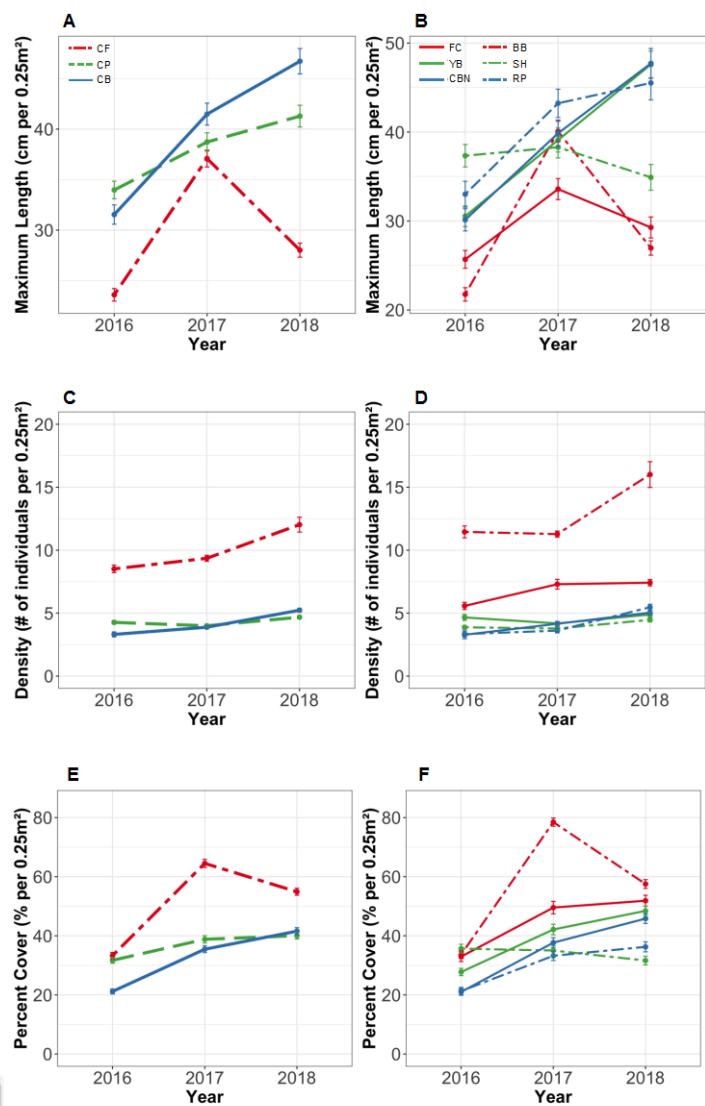 A
Maximum Length (cm per 0.25m²)
CF
CP
CB
40
30
2016 2017 2018
Year
B
Maximum Length (cm per 0.25m²)
FC BB
YB SH
CBN RP
50
40
30
20
2016 2017 2018
Year
C
Density (# of individuals per 0.25m²)
20
15
10
5
0
2016 2017 2018
Year
D
Density (# of individuals per 0.25m²)
20
15
10
5
0
2016 2017 2018
Year
E
Percent Cover (% per 0.25m²)
80
60
40
20
0
2016 2017 2018
Year
F
Percent Cover (% per 0.25m²)
80
60
40
20
0
2016 2017 2018
Year